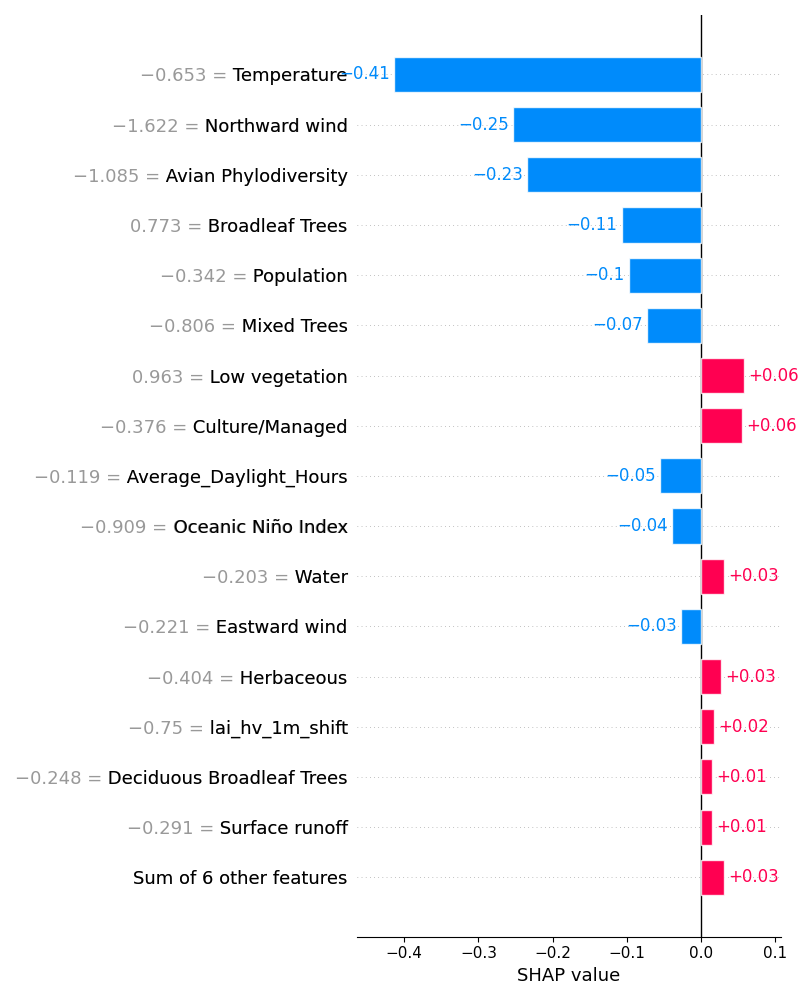 −0.653 = Temperature −0.41
−1.622 = Northward wind −0.25
−1.085 = Avian Phylodiversity −0.23
0.773 = Broadleaf Trees −0.11
−0.342 = Population −0.1
−0.806 = Mixed Trees −0.07
0.963 = Low vegetation +0.06
−0.376 = Culture/Managed +0.06
−0.119 = Average_Daylight_Hours −0.05
−0.909 = Oceanic Niño Index −0.04
−0.203 = Water +0.03
−0.221 = Eastward wind −0.03
−0.404 = Herbaceous +0.03
−0.75 = lai_hv_1m_shift +0.02
−0.248 = Deciduous Broadleaf Trees +0.01
−0.291 = Surface runoff +0.01
Sum of 6 other features +0.03
−0.4 −0.3 −0.2 −0.1 0.0 0.1
SHAP value